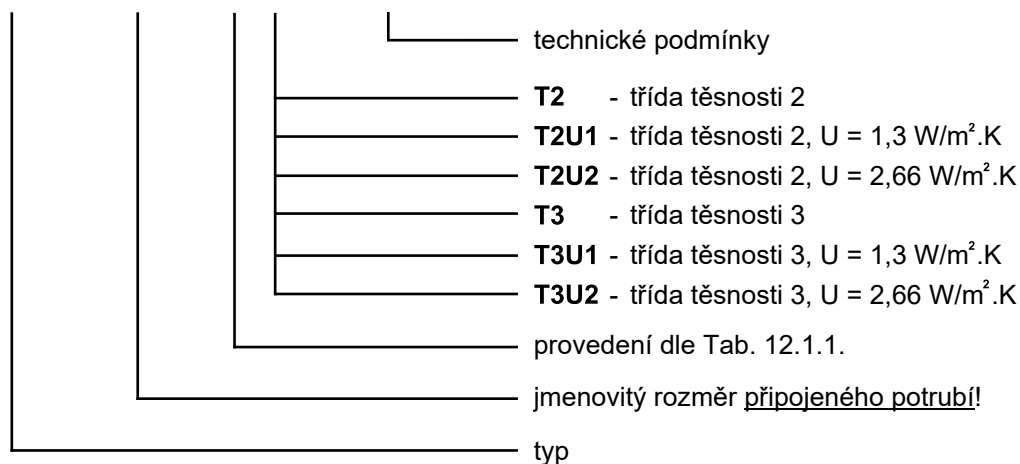 technické podmínky
T2 - třída těsnosti 2
T2U1 - třída těsnosti 2, U = 1,3 W/m².K
T2U2 - třída těsnosti 2, U = 2,66 W/m².K
T3 - třída těsnosti 3
T3U1 - třída těsnosti 3, U = 1,3 W/m².K
T3U2 - třída těsnosti 3, U = 2,66 W/m².K
provedení dle Tab. 12.1.1.
jmenovitý rozměr připojeného potrubí!
typ